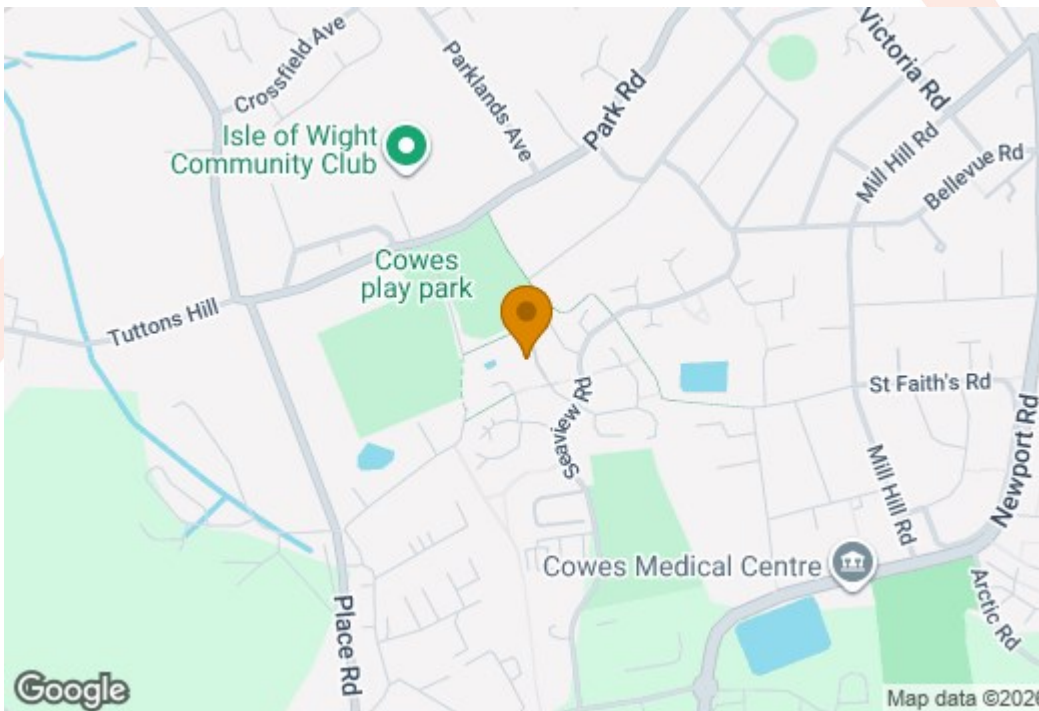 Crossfield Ave
Parklands Ave
Park Rd
Victoria Rd
Mill Hill Rd
Bellevue Rd
Isle of Wight
Community Club
Cowes
play park
Tuttons Hill
Seaview Rd
St Faith's Rd
Mill Hill Rd
Newport Rd
Cowes Medical Centre
Arctic Rd
Place Rd
Google
Map data ©2026